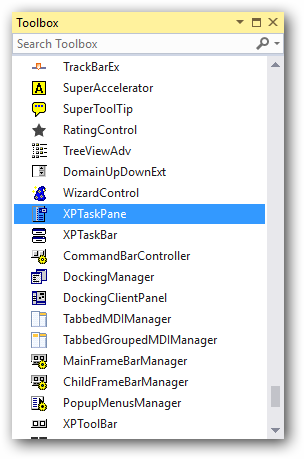 Toolbox
Search Toolbox
TrackBarEx
SuperAccelerator
SuperToolTip
RatingControl
TreeViewAdv
DomainUpDownExt
WizardControl
XPTaskPane
XPTaskBar
CommandBarController
DockingManager
DockingClientPanel
TabbedMDIManager
TabbedGroupedMDIManager
MainFrameBarManager
ChildFrameBarManager
PopupMenusManager
XPToolBar